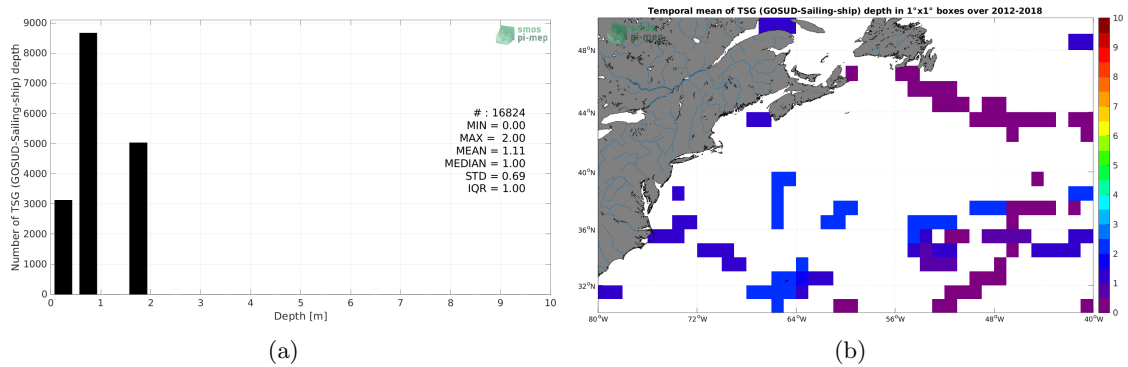 9000
8000
7000
6000
5000
4000
3000
2000
1000
0
Number of TSG (GOSUD-Sailing-ship) depth
smos
pi-mep
# : 16824
MIN = 0.00
MAX = 2.00
MEAN = 1.11
MEDIAN = 1.00
STD = 0.69
IQR = 1.00
0 1 2 3 4 5 6 7 8 9 10
Depth [m]
(a)
Temporal mean of TSG (GOSUD-Sailing-ship) depth in 1°x1° boxes over 2012-2018
smos
pi-mep
48°N
44°N
40°N
36°N
32°N
80°W 72°W 64°W 56°W 48°W 40°W
10
9
8
7
6
5
4
3
2
1
0
(b)